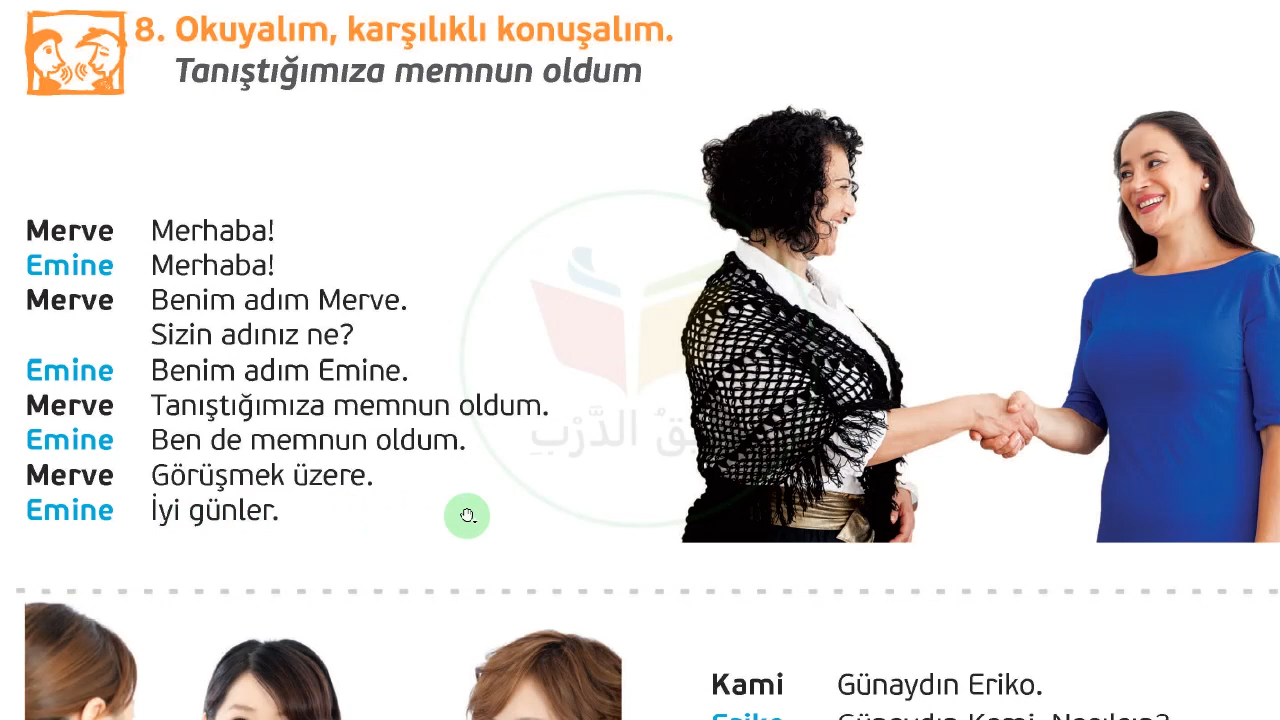 8. Okuyalım, karşılıklı konuşalım.
Tanıştığımıza memnun oldum
Merve Merhaba!
Emine Merhaba!
Merve Benim adım Merve.
Sizin adınız ne?
Emine Benim adım Emine.
Merve Tanıştığımıza memnun oldum.
Emine Ben de memnun oldum.
Merve Görüşmek üzere.
Emine İyi günler.
الدَّرْبِ
Kami Günaydın Eriko.